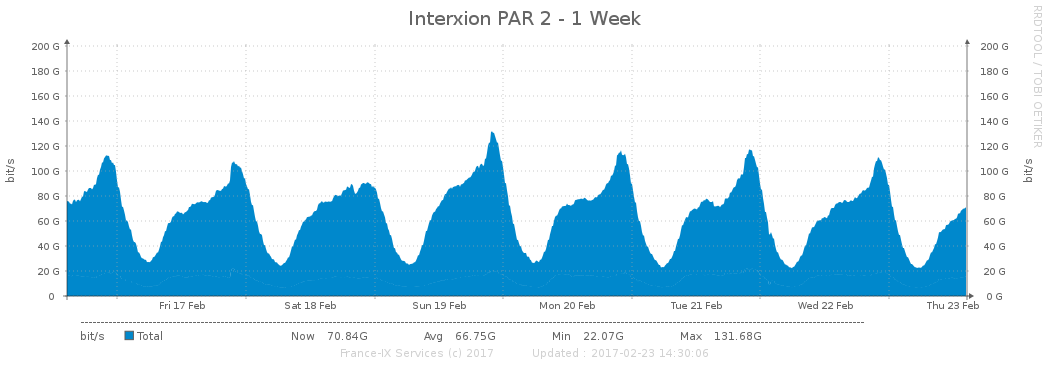 Interxion PAR 2 - 1 Week
RRDTOOL / TOBI OETIKER
bit/s
bit/s
200 G 200 G
180 G 180 G
160 G 160 G
140 G 140 G
120 G 120 G
100 G 100 G
80 G 80 G
60 G 60 G
40 G 40 G
20 G 20 G
0 0 G
Fri 17 Feb Sat 18 Feb Sun 19 Feb Mon 20 Feb Tue 21 Feb Wed 22 Feb Thu 23 Feb
bit/s Total Now 70.84G Avg 66.75G Min 22.07G Max 131.68G
France-IX Services (c) 2017 Updated : 2017-02-23 14:30:06